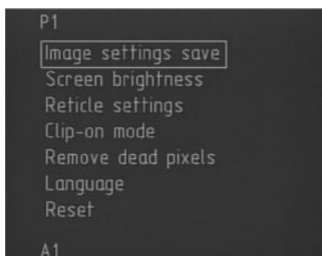 P1
Image settings save
Screen brightness
Reticle settings
Clip-on mode
Remove dead pixels
Language
Reset
A1